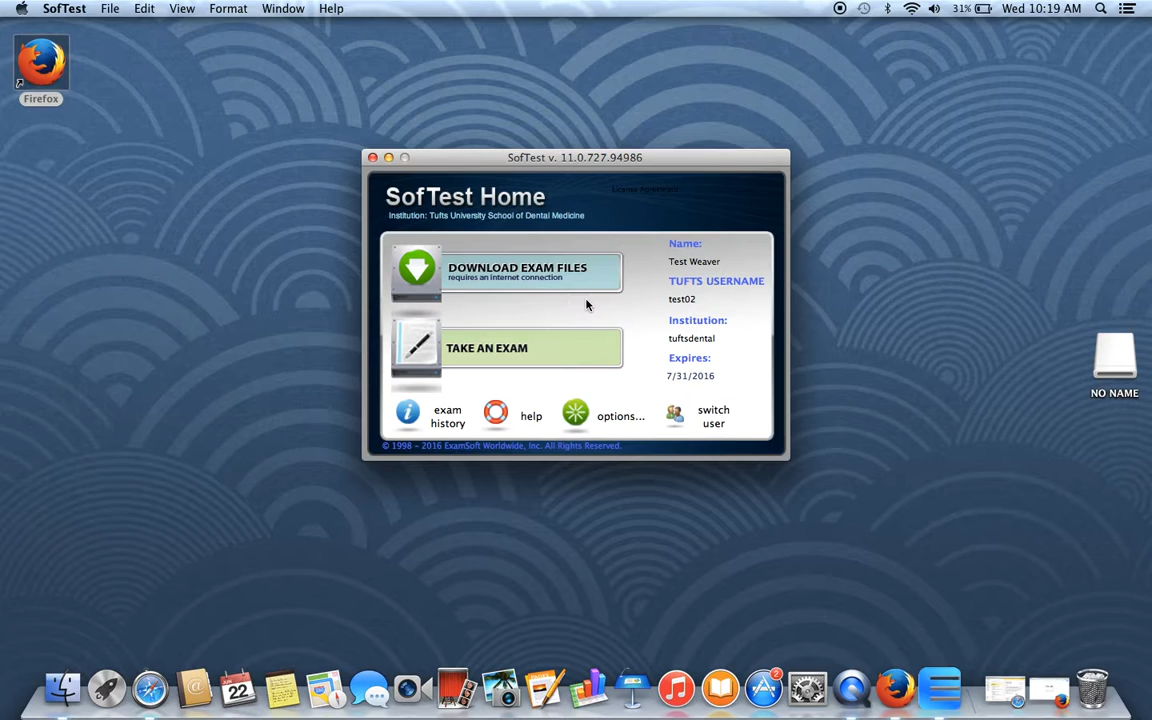 SofTest File Edit View Format Window Help
31% Wed 10:19 AM
Firefox
SofTest v. 11.0.727.94986
License Agreement
SofTest Home
Institution: Tufts University School of Dental Medicine
DOWNLOAD EXAM FILES
requires an internet connection
TAKE AN EXAM
Name:
Test Weaver
TUFTS USERNAME
test02
Institution:
tuftsdental
Expires:
7/31/2016
exam
history
help
options...
switch
user
© 1998 - 2016 ExamSoft Worldwide, Inc. All Rights Reserved.
NO NAME
22
2